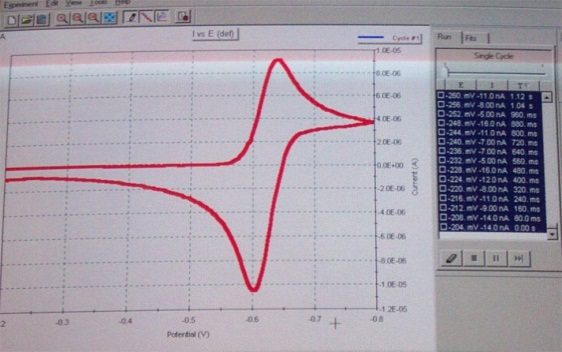 Experiment Edit View Tools Help
I vs E (def)
Cycle #1
Run Fits
Single Cycle
E I T
-260. mV -11.0 nA 1.12 s
-256. mV -8.00 nA 1.04 s
-252. mV -5.00 nA 960. ms
-248. mV -16.0 nA 880. ms
-244. mV -11.0 nA 800. ms
-240. mV -7.00 nA 720. ms
-236. mV -7.00 nA 640. ms
-232. mV -5.00 nA 560. ms
-228. mV -16.0 nA 480. ms
-224. mV -12.0 nA 400. ms
-220. mV -8.00 nA 320. ms
-216. mV -11.0 nA 240. ms
-212. mV -9.00 nA 160. ms
-208. mV -14.0 nA 80.0 ms
-204. mV -14.0 nA 0.00 s
1.0E-05
8.0E-06
6.0E-06
4.0E-06
2.0E-06
0.0E+00
-2.0E-06
-4.0E-06
-6.0E-06
-8.0E-06
-1.0E-05
-1.2E-05
Current (A)
2 -0.3 -0.4 -0.5 -0.6 -0.7 -0.8
Potential (V)